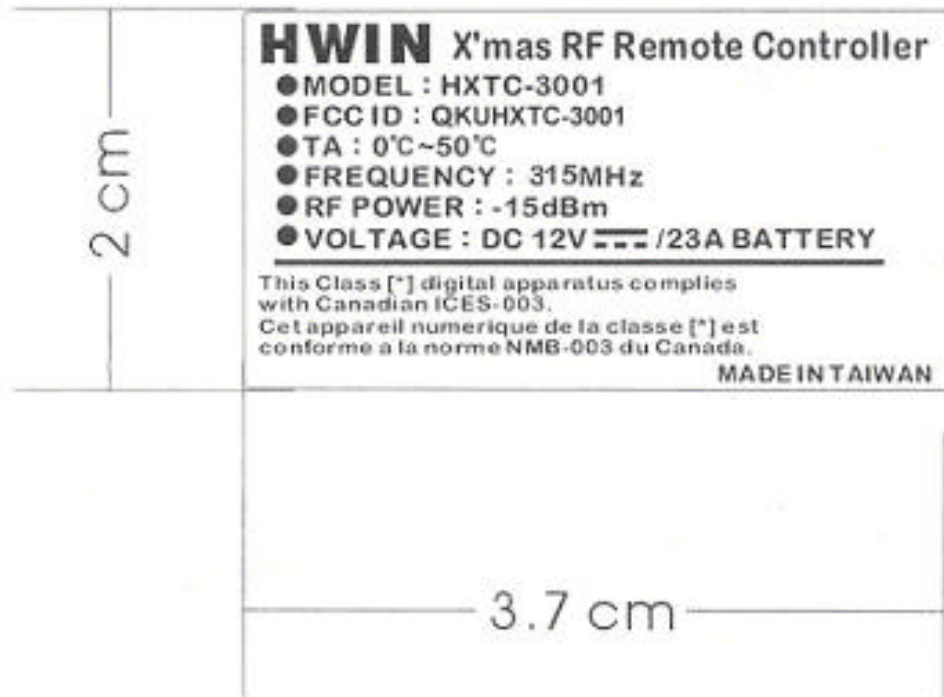 HWIN X'mas RF Remote Controller
●MODEL : HXTC-3001
●FCC ID : QKUHXTC-3001
●TA : 0℃~50℃
●FREQUENCY : 315MHz
●RF POWER : -15dBm
●VOLTAGE : DC 12V ⎓ /23A BATTERY
This Class [*] digital apparatus complies
with Canadian ICES-003.
Cet appareil numerique de la classe [*] est
conforme a la norme NMB-003 du Canada.
MADE IN TAIWAN
2 cm
3.7 cm